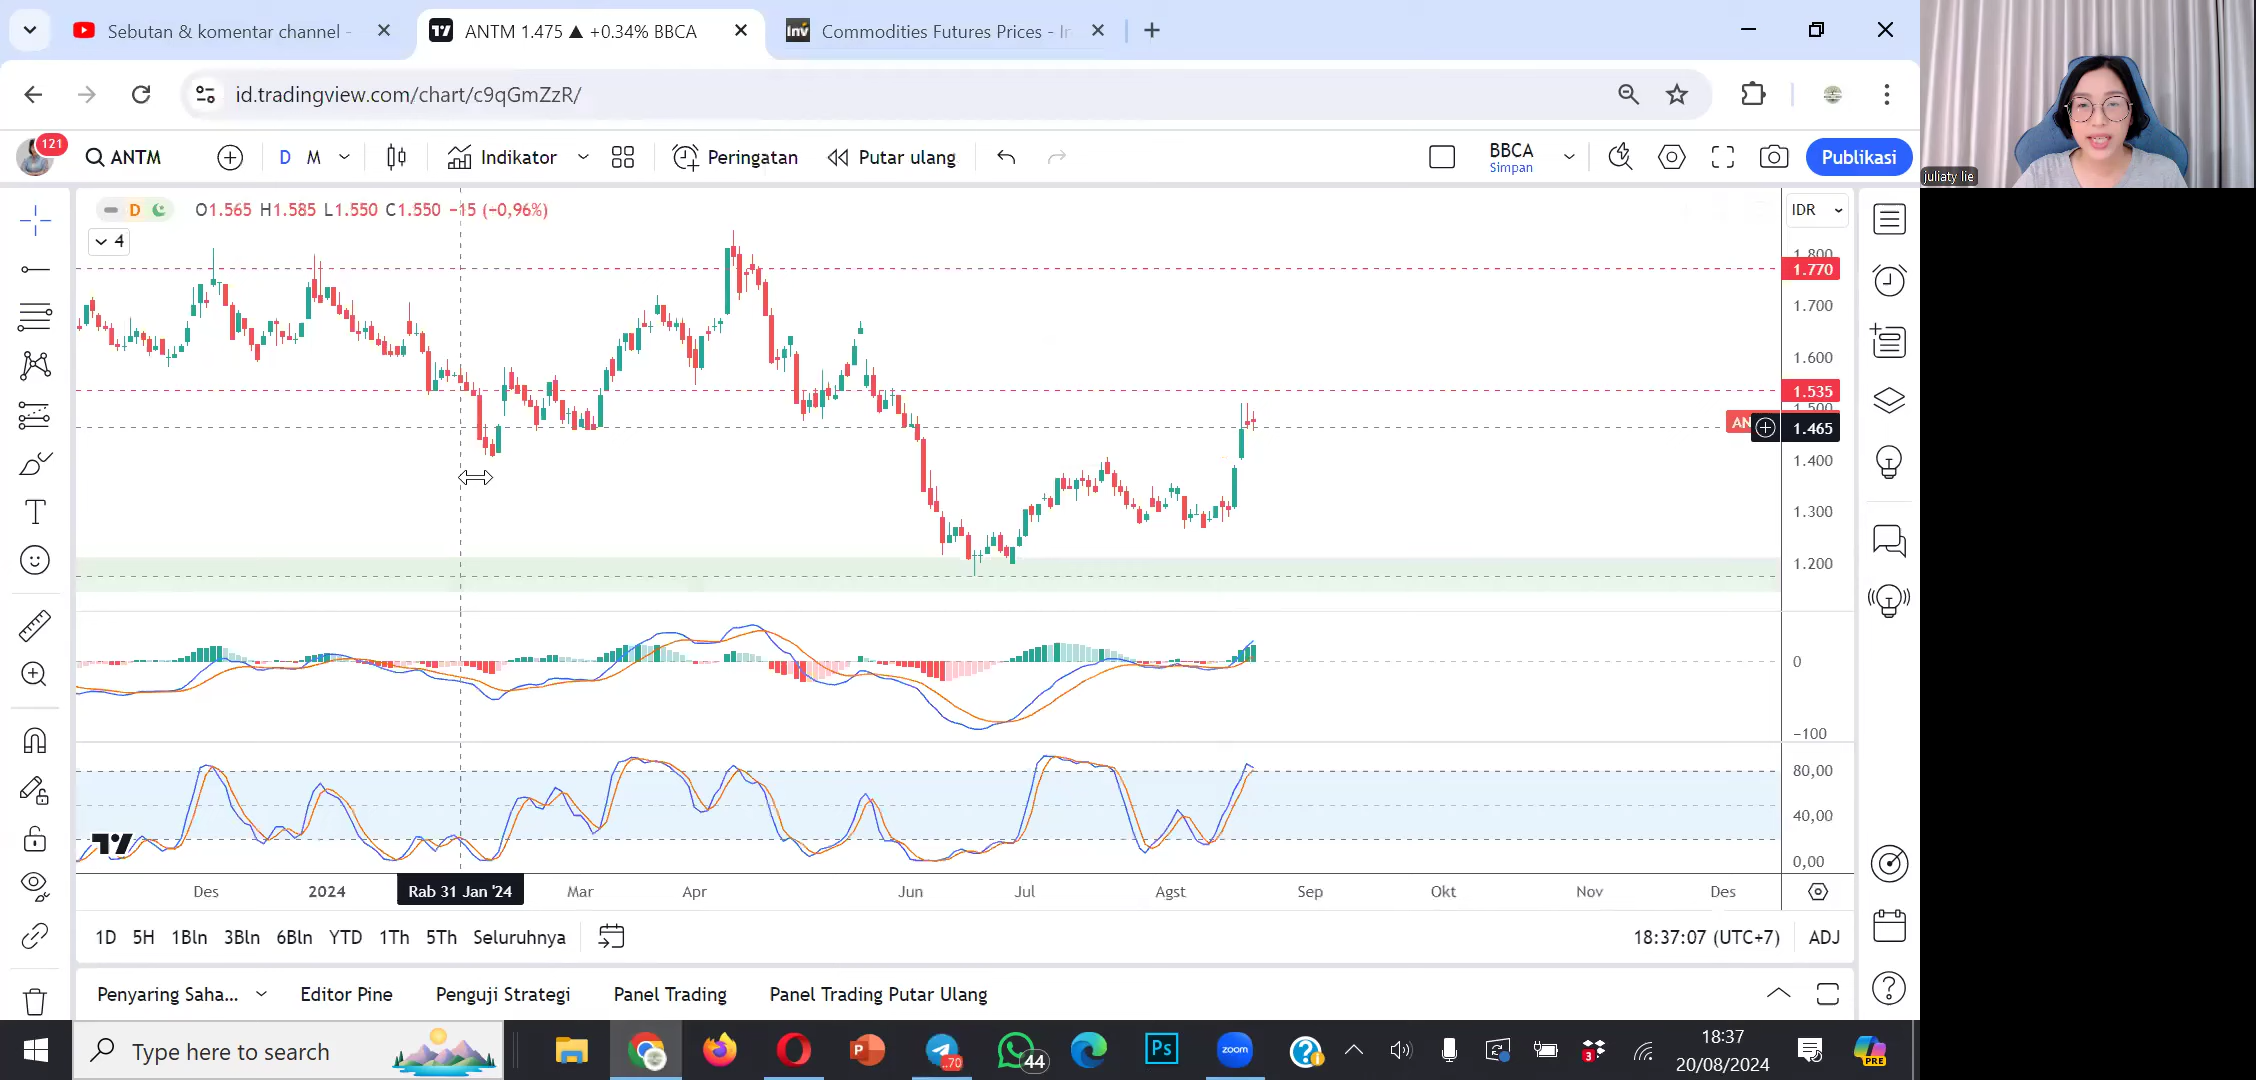 Sebutan & komentar channel -
ANTM 1.475 ▲ +0.34% BBCA
Commodities Futures Prices - In
id.tradingview.com/chart/c9qGmZzR/
juliaty lie
121
ANTM
D
M
Indikator
Peringatan
Putar ulang
BBCA
Simpan
Publikasi
D
O1.565 H1.585 L1.550 C1.550 −15 (−0,96%)
4
IDR
1.800
1.770
1.700
1.600
1.535
1.500
AN
1.465
1.400
1.300
1.200
0
−100
80,00
40,00
0,00
Des
2024
Rab 31 Jan '24
Mar
Apr
Jun
Jul
Agst
Sep
Okt
Nov
Des
1D 5H 1Bln 3Bln 6Bln YTD 1Th 5Th Seluruhnya
18:37:07 (UTC+7)
ADJ
Penyaring Saha...
Editor Pine
Penguji Strategi
Panel Trading
Panel Trading Putar Ulang
Type here to search
..70
44
Ps
zoom
3
18:37
20/08/2024
PRE